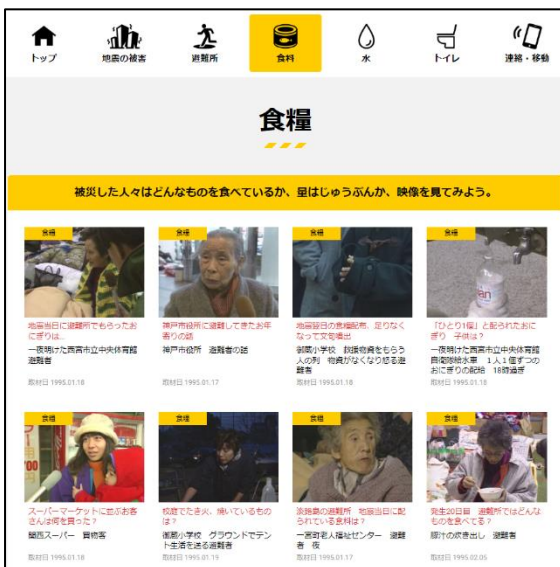 トップ
地震の被害
避難所
食料
水
トイレ
連絡・移動
食糧
被災した人々はどんなものを食べているか、量はじゅうぶんか、映像を見てみよう。
食糧
地震当日に避難所でもらったお
にぎりは…
一夜明けた西宮市立中央体育館
避難者
取材日 1995.01.18
食糧
神戸市役所に避難してきたお年
寄りの話
神戸市役所 避難者の話
取材日 1995.01.17
食糧
地震翌日の食糧配布、足りなく
なって文句噴出
御蔵小学校 救援物資をもらう
人の列 物資がなくなり怒る避
難者
取材日 1995.01.18
食糧
「ひとり1個」と配られたおに
ぎり 子供は?
一夜明けた西宮市立中央体育館
自衛隊給水車 1人1個ずつの
おにぎりの配給 18時過ぎ
取材日 1995.01.18
食糧
スーパーマーケットに並ぶお客
さんは何を買った?
関西スーパー 買物客
取材日 1995.01.18
食糧
校庭でたき火、焼いているもの
は?
御蔵小学校 グラウンドでテン
ト生活を送る避難者
取材日 1995.01.19
食糧
淡路島の避難所 地震当日に配
られている食料は?
一宮町老人福祉センター 避難
者 夜
取材日 1995.01.17
食糧
発生20日目 避難所ではどんな
ものを食べてる?
豚汁の炊き出し 避難者
取材日 1995.02.05